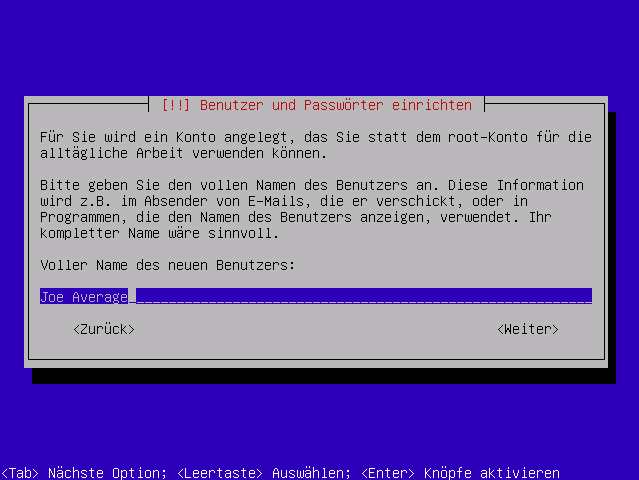 [!!] Benutzer und Passwörter einrichten
Für Sie wird ein Konto angelegt, das Sie statt dem root-Konto für die
alltägliche Arbeit verwenden können.
Bitte geben Sie den vollen Namen des Benutzers an. Diese Information
wird z.B. im Absender von E-Mails, die er verschickt, oder in
Programmen, die den Namen des Benutzers anzeigen, verwendet. Ihr
kompletter Name wäre sinnvoll.
Voller Name des neuen Benutzers:
Joe Average
<Zurück> <Weiter>
<Tab> Nächste Option; <Leertaste> Auswählen; <Enter> Knöpfe aktivieren